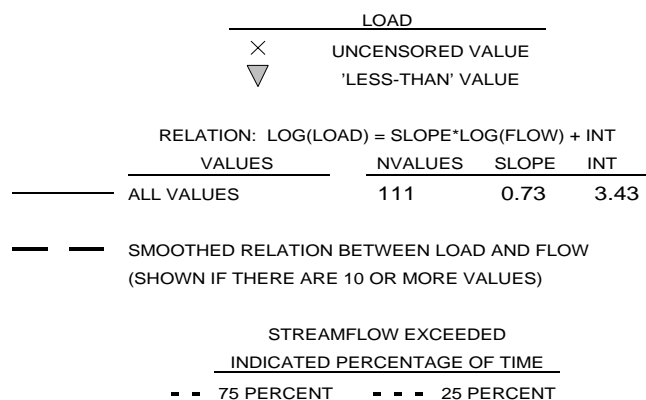 LOAD
UNCENSORED VALUE
'LESS-THAN' VALUE
RELATION: LOG(LOAD) = SLOPE*LOG(FLOW) + INT
VALUES NVALUES SLOPE INT
ALL VALUES 111 0.73 3.43
SMOOTHED RELATION BETWEEN LOAD AND FLOW
(SHOWN IF THERE ARE 10 OR MORE VALUES)
STREAMFLOW EXCEEDED
INDICATED PERCENTAGE OF TIME
75 PERCENT 25 PERCENT